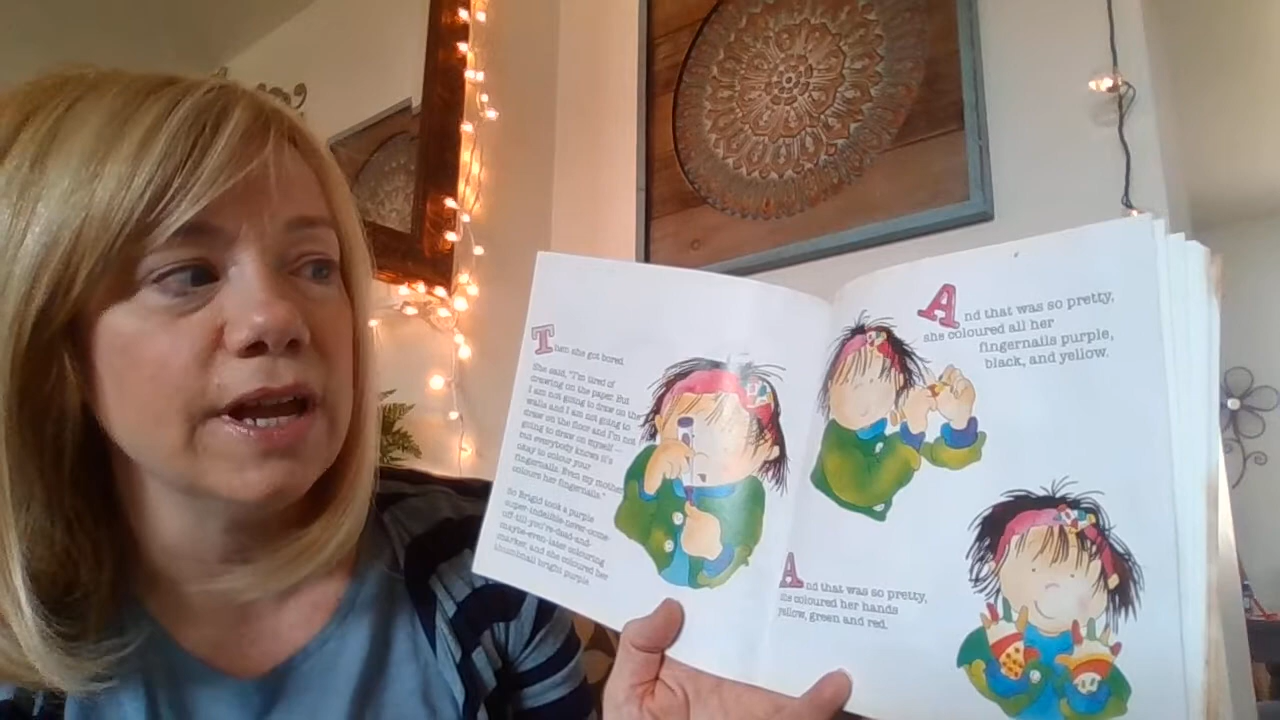 Then she got bored.
She said, "I'm tired of
drawing on the paper. But
I am not going to draw on the
walls and I am not going to
draw on the floor and I'm not
going to draw on myself—
but everybody knows it's
okay to colour your
fingernails. Even my mother
colours her fingernails."
So Brigid took a purple
super-indelible-never-come-
off-till-you're-dead-and-
maybe-even-later colouring
marker, and she coloured her
thumbnail bright purple.
And that was so pretty,
she coloured all her
fingernails purple,
black, and yellow.
And that was so pretty,
she coloured her hands
yellow, green and red.